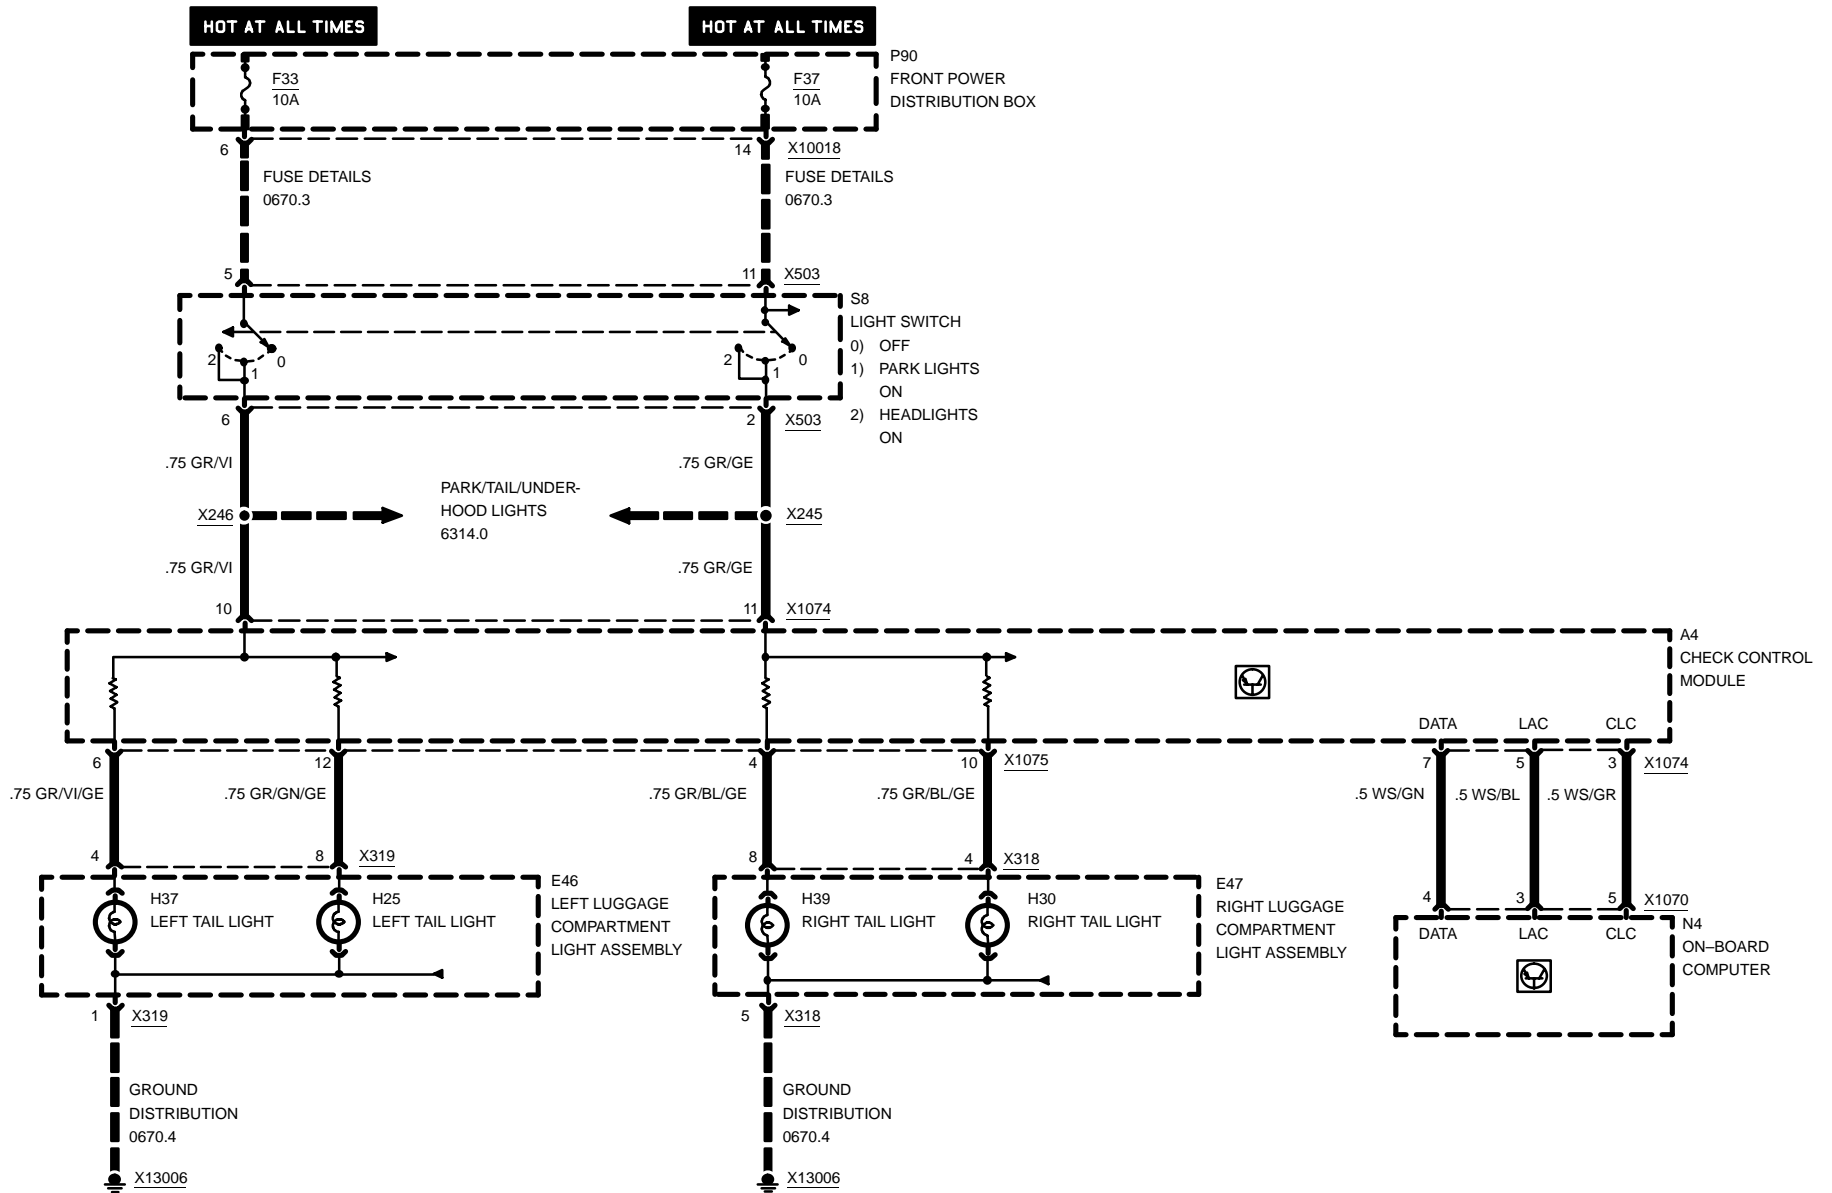 HOT AT ALL TIMES
HOT AT ALL TIMES
F33
10A
F37
10A
P90
FRONT POWER
DISTRIBUTION BOX
6
14
X10018
FUSE DETAILS
0670.3
FUSE DETAILS
0670.3
5
11
X503
2
1
0
2
1
0
S8
LIGHT SWITCH
0) OFF
1) PARK LIGHTS
ON
2) HEADLIGHTS
ON
6
2
X503
.75 GR/VI
.75 GR/GE
X246
PARK/TAIL/UNDER-
HOOD LIGHTS
6314.0
X245
.75 GR/VI
.75 GR/GE
10
11
X1074
A4
CHECK CONTROL
MODULE
DATA
LAC
CLC
6
12
4
10
X1075
7
5
3
X1074
.75 GR/VI/GE
.75 GR/GN/GE
.75 GR/BL/GE
.75 GR/BL/GE
.5 WS/GN
.5 WS/BL
.5 WS/GR
4
8
X319
8
4
X318
4
3
5
X1070
H37
LEFT TAIL LIGHT
H25
LEFT TAIL LIGHT
E46
LEFT LUGGAGE
COMPARTMENT
LIGHT ASSEMBLY
H39
RIGHT TAIL LIGHT
H30
RIGHT TAIL LIGHT
E47
RIGHT LUGGAGE
COMPARTMENT
LIGHT ASSEMBLY
DATA
LAC
CLC
N4
ON–BOARD
COMPUTER
1
X319
5
X318
GROUND
DISTRIBUTION
0670.4
GROUND
DISTRIBUTION
0670.4
X13006
X13006